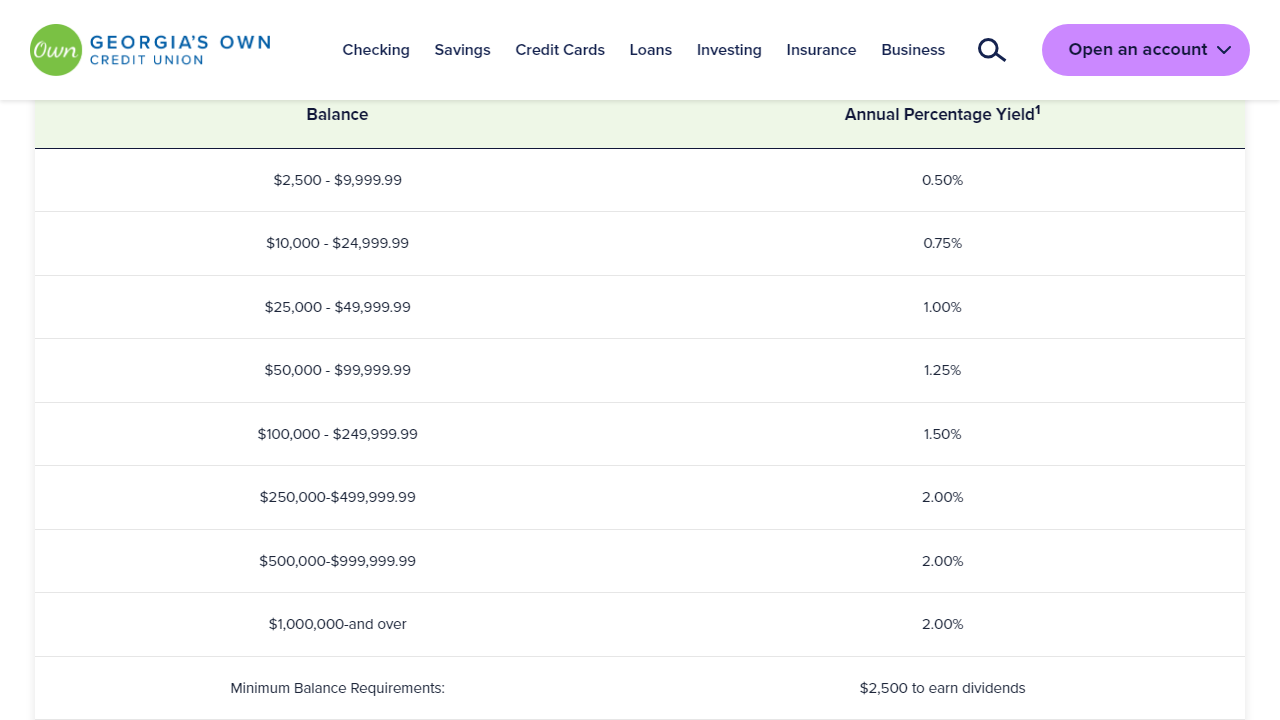 Own GEORGIA'S OWN
CREDIT UNION
Checking Savings Credit Cards Loans Investing Insurance Business Open an account
Balance Annual Percentage Yield¹
$2,500 - $9,999.99 0.50%
$10,000 - $24,999.99 0.75%
$25,000 - $49,999.99 1.00%
$50,000 - $99,999.99 1.25%
$100,000 - $249,999.99 1.50%
$250,000-$499,999.99 2.00%
$500,000-$999,999.99 2.00%
$1,000,000-and over 2.00%
Minimum Balance Requirements: $2,500 to earn dividends